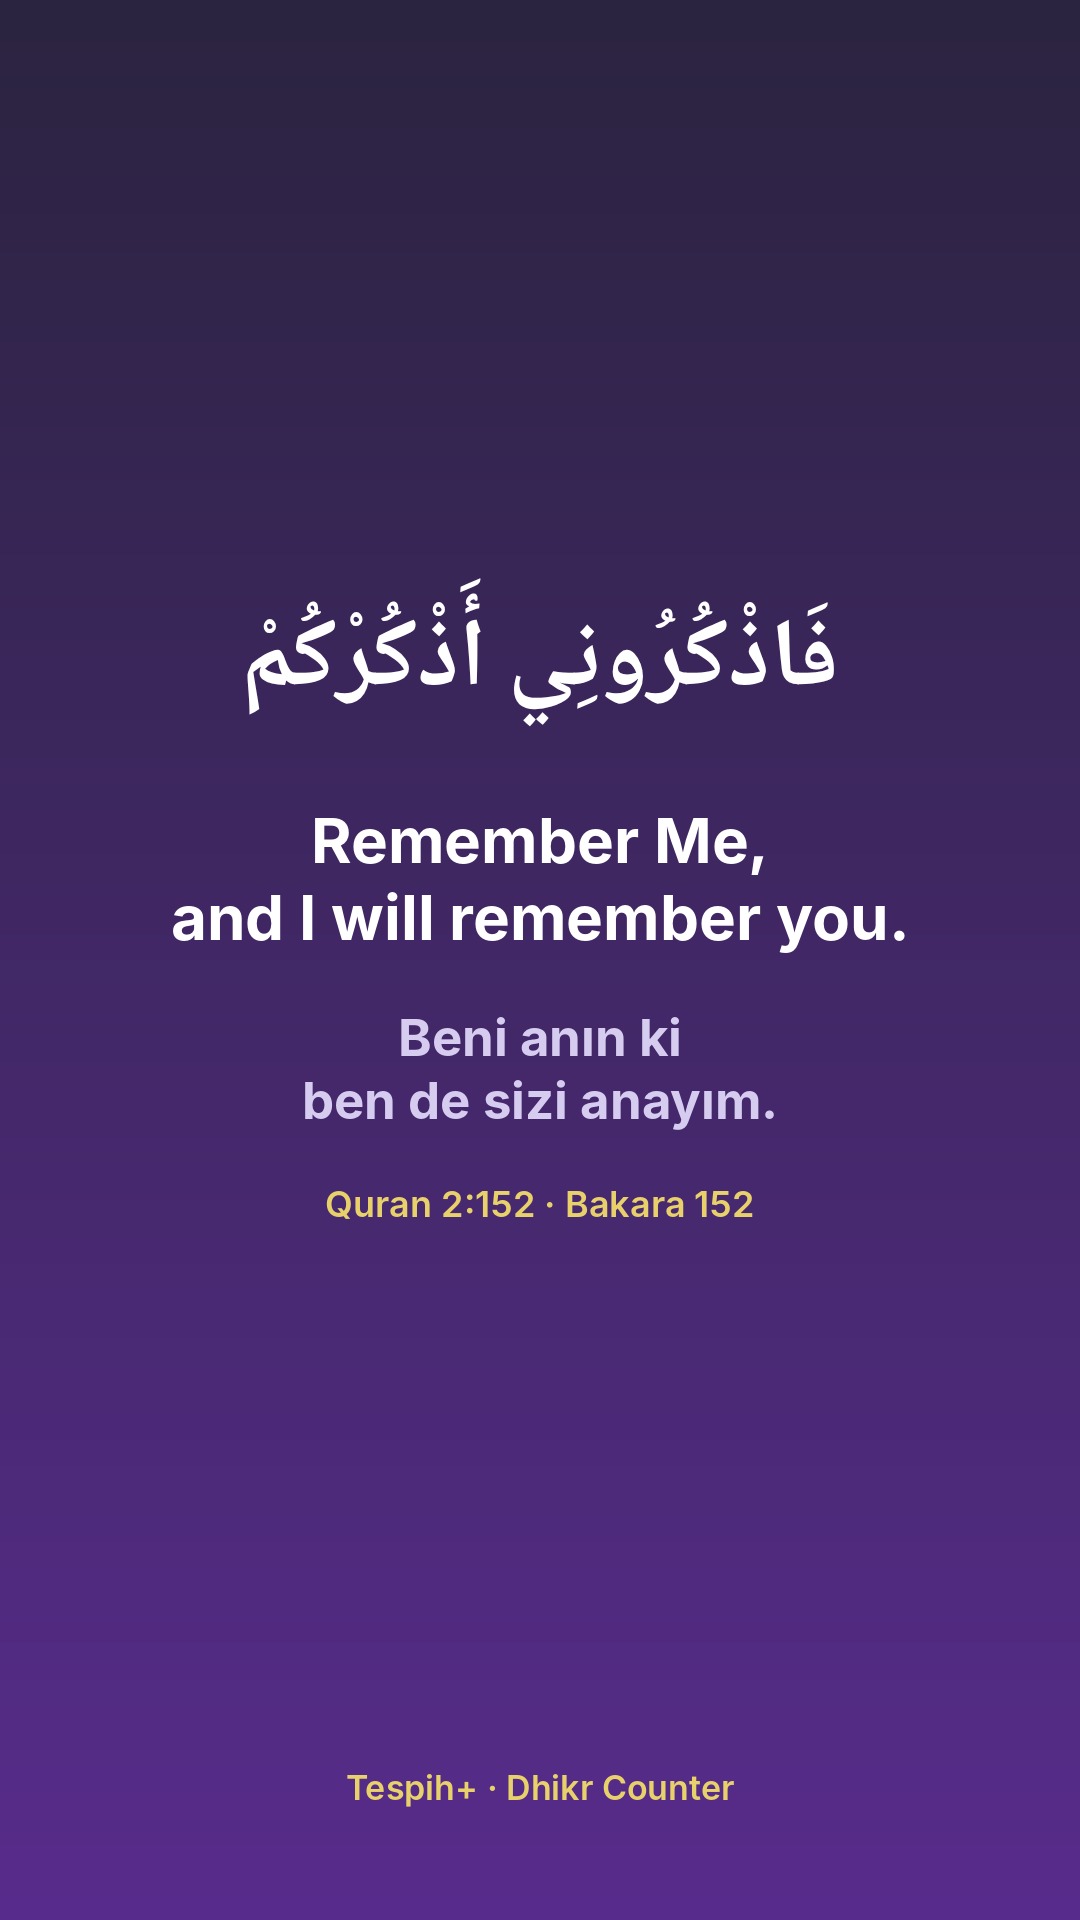 فَاذْكُرُونِي أَذْكُرْكُمْ
Remember Me,
and I will remember you.
Beni anın ki
ben de sizi anayım.
Quran 2:152 · Bakara 152
Tespih+ · Dhikr Counter